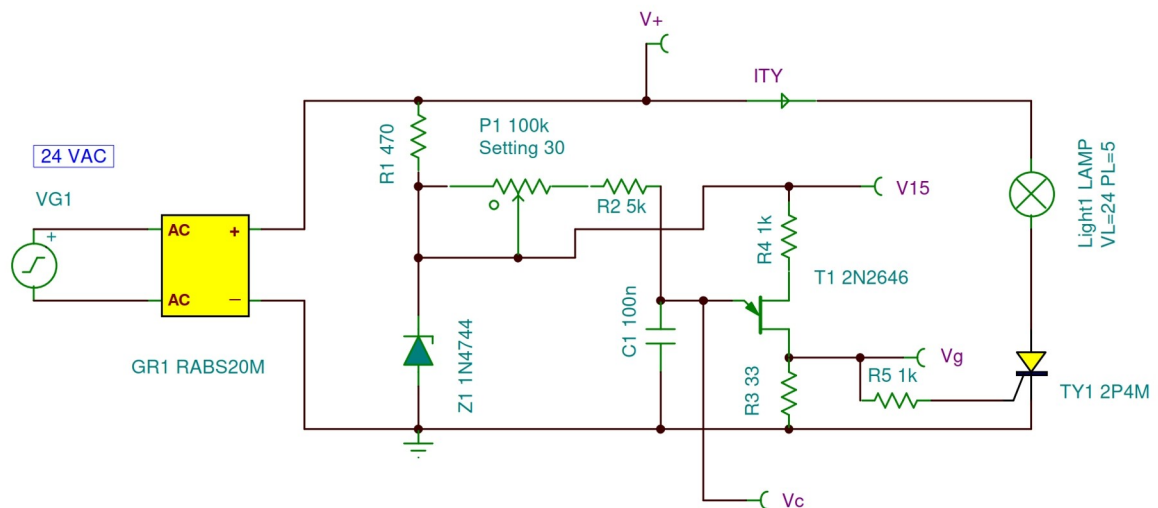 V+
ITY
P1 100k
Setting 30
R1 470
24 VAC
VG1
+
AC
+
AC
–
R2 5k
V15
R4 1k
Light1 LAMP
VL=24 PL=5
T1 2N2646
C1 100n
GR1 RABS20M
Z1 1N4744
Vg
R3 33
R5 1k
TY1 2P4M
Vc